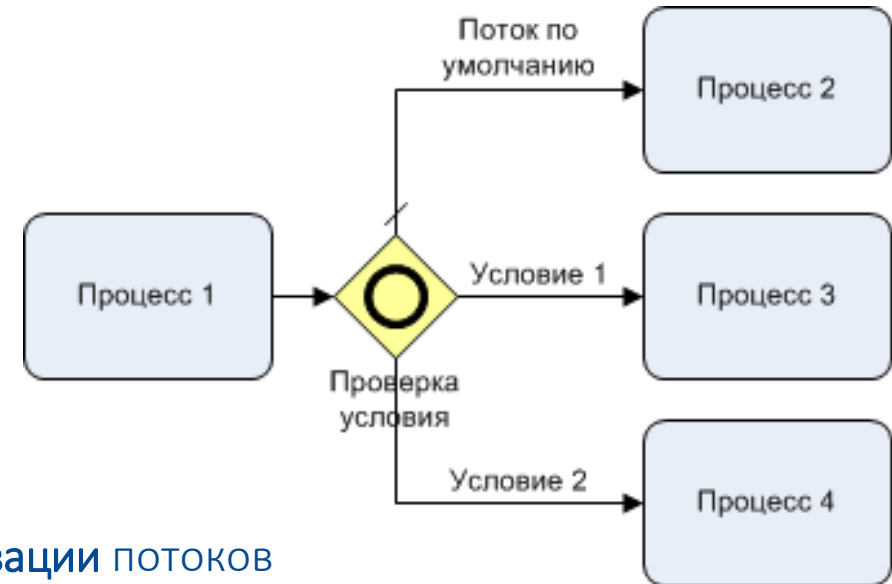 Поток по
умолчанию
Процесс 2
Процесс 1
Условие 1
Процесс 3
Проверка
условия
Условие 2
Процесс 4
зации потоков